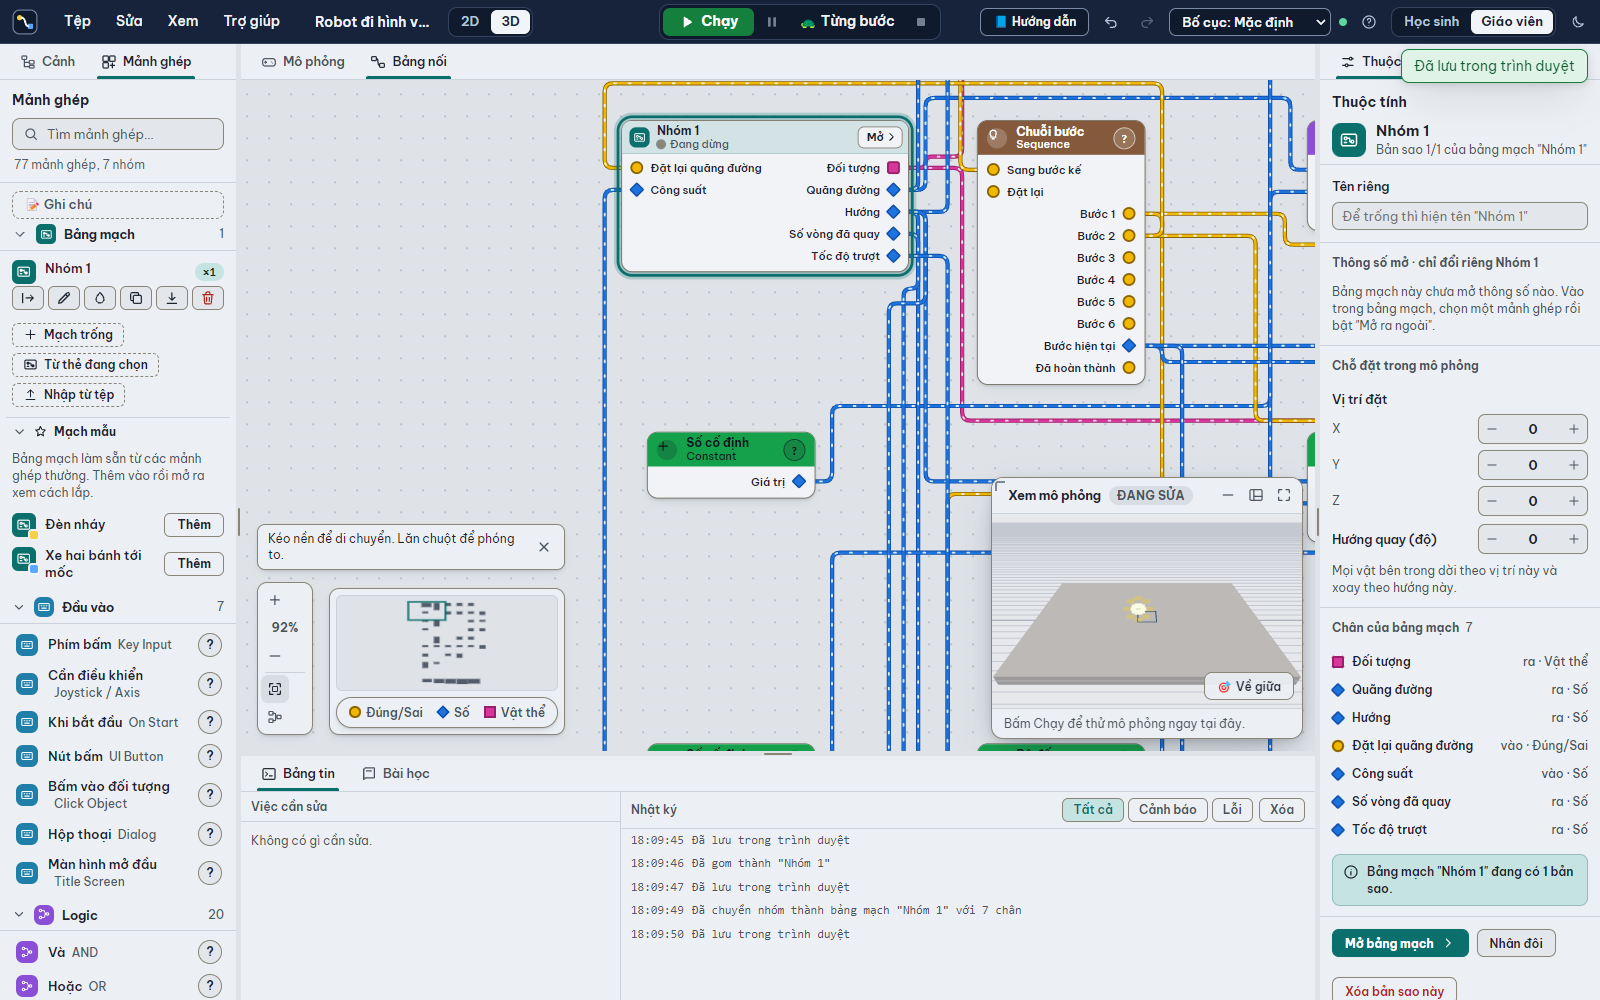 Tệp
Sửa
Xem
Trợ giúp
Robot đi hình v...
2D
3D
Chạy
Từng bước
Hướng dẫn
Bố cục: Mặc định
Học sinh
Giáo viên
Cảnh
Mảnh ghép
Mảnh ghép
Tìm mảnh ghép...
77 mảnh ghép, 7 nhóm
Ghi chú
Bảng mạch
1
Nhóm 1
×1
Mạch trống
Từ thẻ đang chọn
Nhập từ tệp
Mạch mẫu
Bảng mạch làm sẵn từ các mảnh
ghép thường. Thêm vào rồi mở ra
xem cách lắp.
Đèn nháy
Thêm
Xe hai bánh tới
mốc
Thêm
Đầu vào
7
Phím bấm Key Input
?
Cần điều khiển
Joystick / Axis
?
Khi bắt đầu On Start
?
Nút bấm UI Button
?
Bấm vào đối tượng
Click Object
?
Hộp thoại Dialog
?
Màn hình mở đầu
Title Screen
?
Logic
20
Và AND
?
Hoặc OR
?
Mô phỏng
Bảng nối
Nhóm 1
Đang dừng
Mở
Đặt lại quãng đường
Công suất
Đối tượng
Quãng đường
Hướng
Số vòng đã quay
Tốc độ trượt
Chuỗi bước
Sequence
?
Sang bước kế
Đặt lại
Bước 1
Bước 2
Bước 3
Bước 4
Bước 5
Bước 6
Bước hiện tại
Đã hoàn thành
Số cố định
Constant
?
Giá trị
Kéo nền để di chuyển. Lăn chuột để phóng
to.
92%
Đúng/Sai
Số
Vật thể
Xem mô phỏng
ĐANG SỬA
Về giữa
Bấm Chạy để thử mô phỏng ngay tại đây.
Bảng tin
Bài học
Việc cần sửa
Không có gì cần sửa.
Nhật ký
Tất cả
Cảnh báo
Lỗi
Xóa
18:09:45 Đã lưu trong trình duyệt
18:09:46 Đã gom thành "Nhóm 1"
18:09:47 Đã lưu trong trình duyệt
18:09:49 Đã chuyển nhóm thành bảng mạch "Nhóm 1" với 7 chân
18:09:50 Đã lưu trong trình duyệt
Thuộc
Đã lưu trong trình duyệt
Thuộc tính
Nhóm 1
Bản sao 1/1 của bảng mạch "Nhóm 1"
Tên riêng
Để trống thì hiện tên "Nhóm 1"
Thông số mở · chỉ đổi riêng Nhóm 1
Bảng mạch này chưa mở thông số nào. Vào
trong bảng mạch, chọn một mảnh ghép rồi
bật "Mở ra ngoài".
Chỗ đặt trong mô phỏng
Vị trí đặt
X
0
Y
0
Z
0
Hướng quay (độ)
0
Mọi vật bên trong dời theo vị trí này và
xoay theo hướng này.
Chân của bảng mạch 7
Đối tượng
ra · Vật thể
Quãng đường
ra · Số
Hướng
ra · Số
Đặt lại quãng đường
vào · Đúng/Sai
Công suất
vào · Số
Số vòng đã quay
ra · Số
Tốc độ trượt
ra · Số
Bảng mạch "Nhóm 1" đang có 1 bản
sao.
Mở bảng mạch
Nhân đôi
Xóa bản sao này